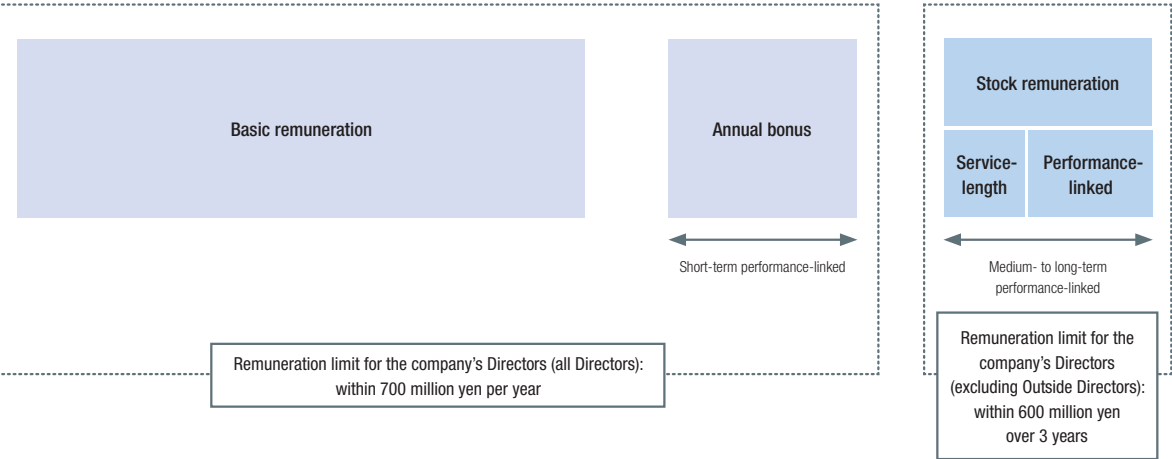 Basic remuneration
Annual bonus
Short-term performance-linked
Remuneration limit for the company’s Directors (all Directors):
within 700 million yen per year
Stock remuneration
Service-
length
Performance-
linked
Medium- to long-term
performance-linked
Remuneration limit for the
company’s Directors
(excluding Outside Directors):
within 600 million yen
over 3 years